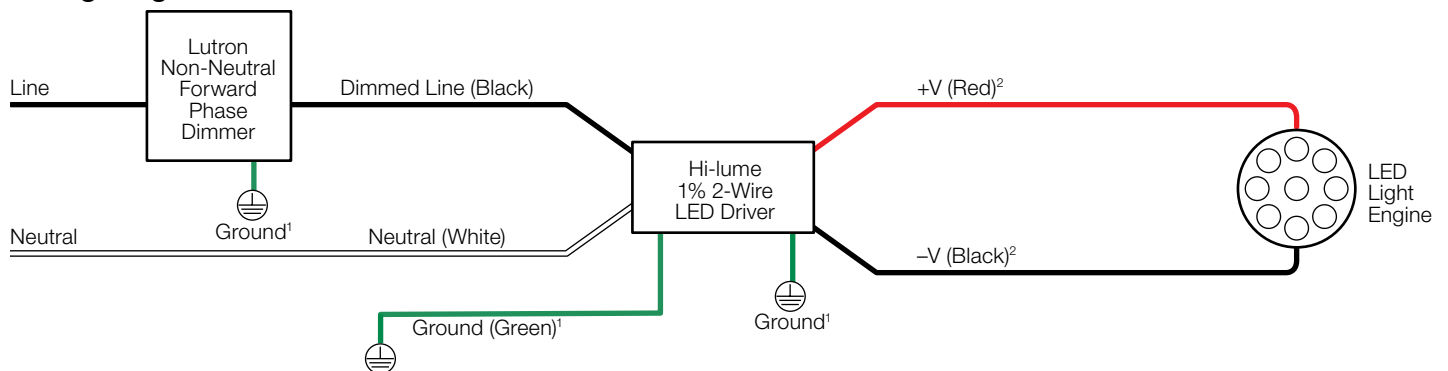 Lutron
Non-Neutral
Forward
Phase
Dimmer
Line
Dimmed Line (Black)
+V (Red)²
Hi-lume
1% 2-Wire
LED Driver
LED
Light
Engine
Ground¹
Neutral
Neutral (White)
–V (Black)²
Ground (Green)¹
Ground¹